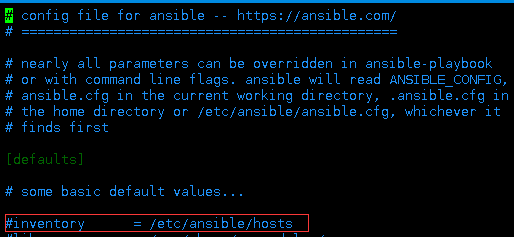 # config file for ansible -- https://ansible.com/
# ===============================================
# nearly all parameters can be overridden in ansible-playbook
# or with command line flags. ansible will read ANSIBLE_CONFIG,
# ansible.cfg in the current working directory, .ansible.cfg in
# the home directory or /etc/ansible/ansible.cfg, whichever it
# finds first
[defaults]
# some basic default values...
#inventory      = /etc/ansible/hosts